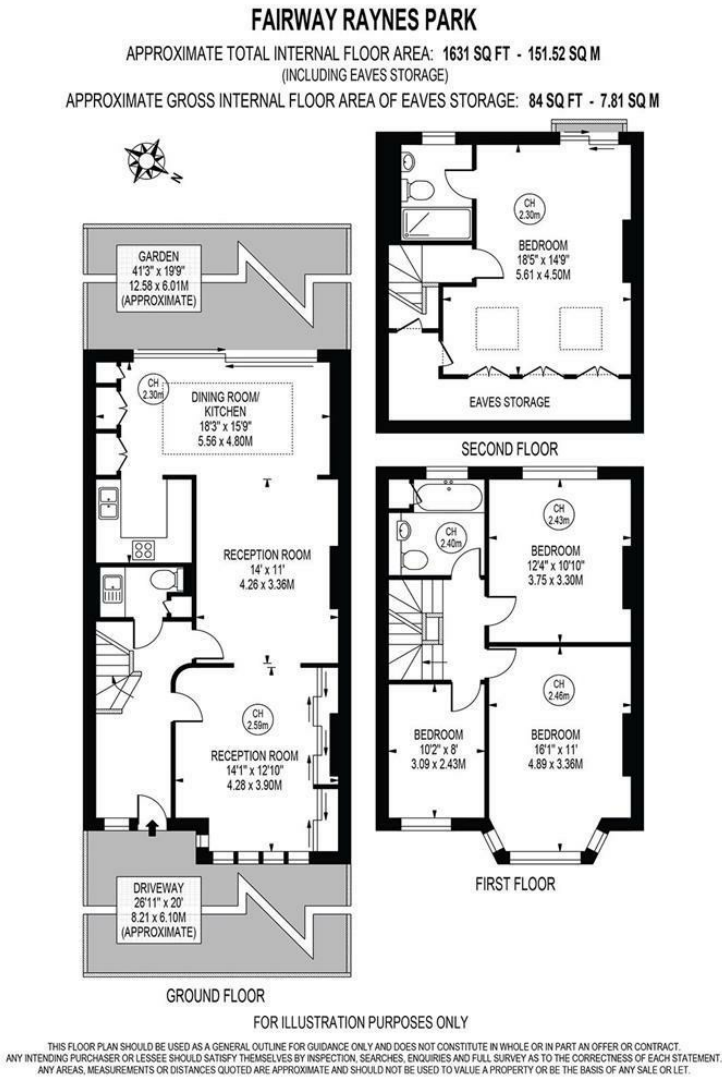 FAIRWAY RAYNES PARK
APPROXIMATE TOTAL INTERNAL FLOOR AREA: 1631 SQ FT - 151.52 SQ M
(INCLUDING EAVES STORAGE)
APPROXIMATE GROSS INTERNAL FLOOR AREA OF EAVES STORAGE: 84 SQ FT - 7.81 SQ M
N
GARDEN
41'3" x 19'9"
12.58 x 6.01M
(APPROXIMATE)
CH
2.30m
DINING ROOM/
KITCHEN
18'3" x 15'9"
5.56 x 4.80M
RECEPTION ROOM
14' x 11'
4.26 x 3.36M
CH
2.59m
RECEPTION ROOM
14'1" x 12'10"
4.28 x 3.90M
DRIVEWAY
26'11" x 20'
8.21 x 6.10M
(APPROXIMATE)
GROUND FLOOR
CH
2.30m
BEDROOM
18'5" x 14'9"
5.61 x 4.50M
EAVES STORAGE
SECOND FLOOR
CH
2.40m
CH
2.43m
BEDROOM
12'4" x 10'10"
3.75 x 3.30M
BEDROOM
10'2" x 8'
3.09 x 2.43M
CH
2.46m
BEDROOM
16'1" x 11'
4.89 x 3.36M
FIRST FLOOR
FOR ILLUSTRATION PURPOSES ONLY
THIS FLOOR PLAN SHOULD BE USED AS A GENERAL OUTLINE FOR GUIDANCE ONLY AND DOES NOT CONSTITUTE IN WHOLE OR IN PART AN OFFER OR CONTRACT.
ANY INTENDING PURCHASER OR LESSEE SHOULD SATISFY THEMSELVES BY INSPECTION, SEARCHES, ENQUIRIES AND FULL SURVEY AS TO THE CORRECTNESS OF EACH STATEMENT.
ANY AREAS, MEASUREMENTS OR DISTANCES QUOTED ARE APPROXIMATE AND SHOULD NOT BE USED TO VALUE A PROPERTY OR BE THE BASIS OF ANY SALE OR LET.